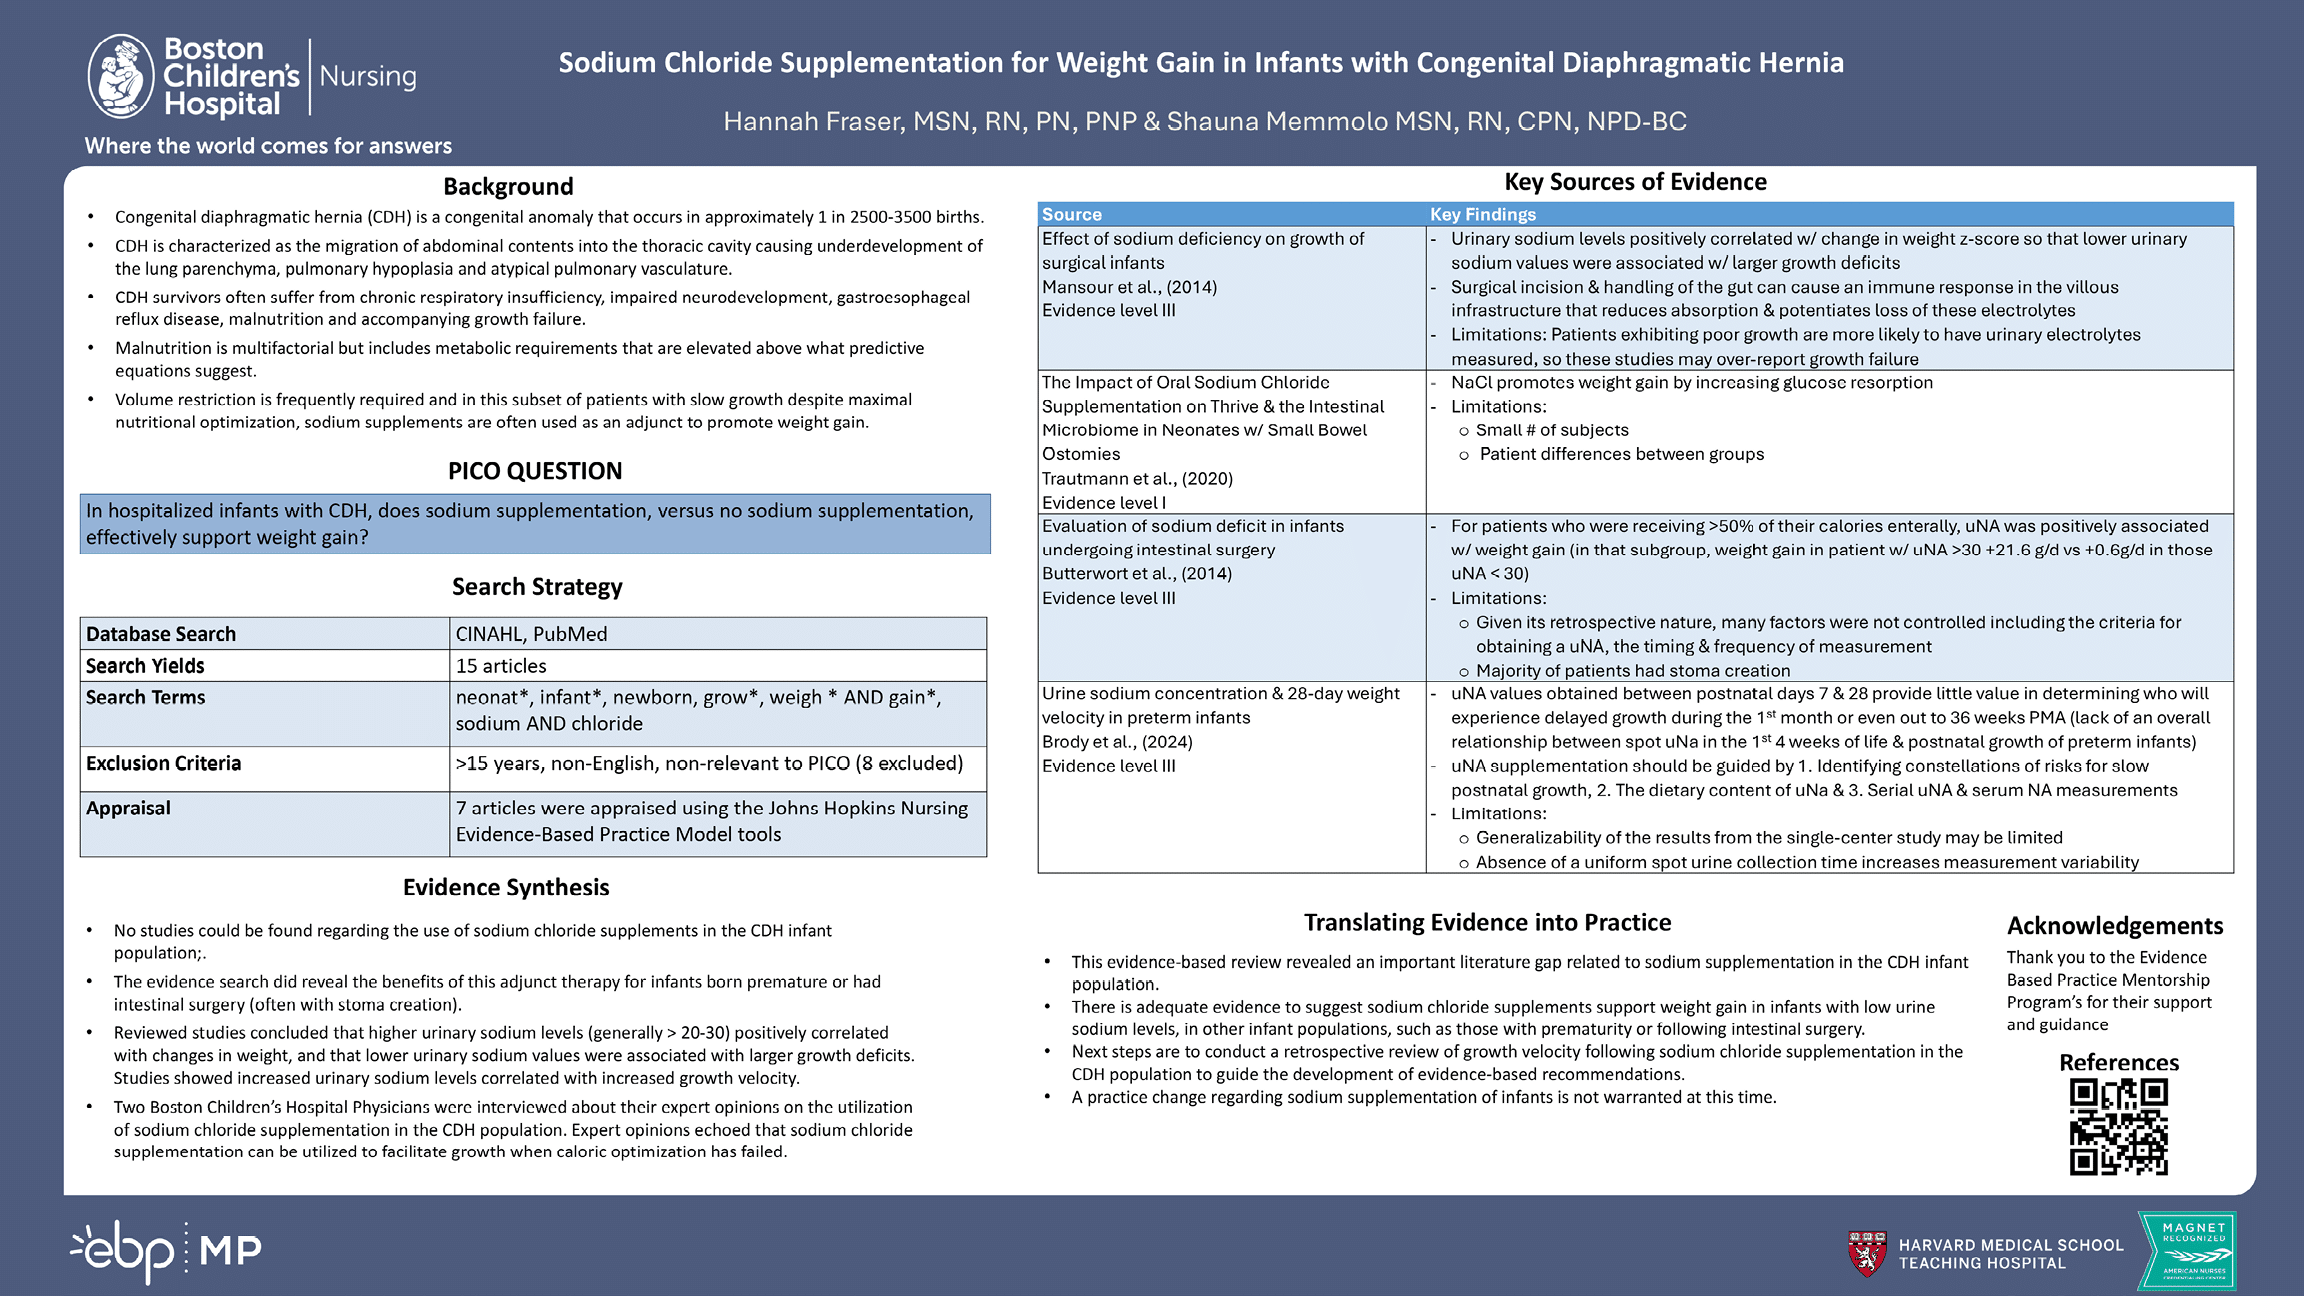 Boston
Children's
Hospital
Nursing
Where the world comes for answers
Sodium Chloride Supplementation for Weight Gain in Infants with Congenital Diaphragmatic Hernia
Hannah Fraser, MSN, RN, PN, PNP & Shauna Memmolo MSN, RN, CPN, NPD-BC
Background
• Congenital diaphragmatic hernia (CDH) is a congenital anomaly that occurs in approximately 1 in 2500-3500 births.
• CDH is characterized as the migration of abdominal contents into the thoracic cavity causing underdevelopment of
the lung parenchyma, pulmonary hypoplasia and atypical pulmonary vasculature.
• CDH survivors often suffer from chronic respiratory insufficiency, impaired neurodevelopment, gastroesophageal
reflux disease, malnutrition and accompanying growth failure.
• Malnutrition is multifactorial but includes metabolic requirements that are elevated above what predictive
equations suggest.
• Volume restriction is frequently required and in this subset of patients with slow growth despite maximal
nutritional optimization, sodium supplements are often used as an adjunct to promote weight gain.
PICO QUESTION
In hospitalized infants with CDH, does sodium supplementation, versus no sodium supplementation,
effectively support weight gain?
Search Strategy
Database Search CINAHL, PubMed
Search Yields 15 articles
Search Terms neonat*, infant*, newborn, grow*, weigh * AND gain*,
sodium AND chloride
Exclusion Criteria >15 years, non-English, non-relevant to PICO (8 excluded)
Appraisal 7 articles were appraised using the Johns Hopkins Nursing
Evidence-Based Practice Model tools
Evidence Synthesis
• No studies could be found regarding the use of sodium chloride supplements in the CDH infant
population;.
• The evidence search did reveal the benefits of this adjunct therapy for infants born premature or had
intestinal surgery (often with stoma creation).
• Reviewed studies concluded that higher urinary sodium levels (generally > 20-30) positively correlated
with changes in weight, and that lower urinary sodium values were associated with larger growth deficits.
Studies showed increased urinary sodium levels correlated with increased growth velocity.
• Two Boston Children's Hospital Physicians were interviewed about their expert opinions on the utilization
of sodium chloride supplementation in the CDH population. Expert opinions echoed that sodium chloride
supplementation can be utilized to facilitate growth when caloric optimization has failed.
Key Sources of Evidence
Source Key Findings
Effect of sodium deficiency on growth of
surgical infants
Mansour et al., (2014)
Evidence level III
- Urinary sodium levels positively correlated w/ change in weight z-score so that lower urinary
sodium values were associated w/ larger growth deficits
- Surgical incision & handling of the gut can cause an immune response in the villous
infrastructure that reduces absorption & potentiates loss of these electrolytes
- Limitations: Patients exhibiting poor growth are more likely to have urinary electrolytes
measured, so these studies may over-report growth failure
The Impact of Oral Sodium Chloride
Supplementation on Thrive & the Intestinal
Microbiome in Neonates w/ Small Bowel
Ostomies
Trautmann et al., (2020)
Evidence level I
- NaCl promotes weight gain by increasing glucose resorption
- Limitations:
o Small # of subjects
o Patient differences between groups
Evaluation of sodium deficit in infants
undergoing intestinal surgery
Butterwort et al., (2014)
Evidence level III
- For patients who were receiving >50% of their calories enterally, uNA was positively associated
w/ weight gain (in that subgroup, weight gain in patient w/ uNA >30 +21.6 g/d vs +0.6g/d in those
uNA < 30)
- Limitations:
o Given its retrospective nature, many factors were not controlled including the criteria for
obtaining a uNA, the timing & frequency of measurement
o Majority of patients had stoma creation
Urine sodium concentration & 28-day weight
velocity in preterm infants
Brody et al., (2024)
Evidence level III
- uNA values obtained between postnatal days 7 & 28 provide little value in determining who will
experience delayed growth during the 1st month or even out to 36 weeks PMA (lack of an overall
relationship between spot uNa in the 1st 4 weeks of life & postnatal growth of preterm infants)
- uNA supplementation should be guided by 1. Identifying constellations of risks for slow
postnatal growth, 2. The dietary content of uNa & 3. Serial uNA & serum NA measurements
- Limitations:
o Generalizability of the results from the single-center study may be limited
o Absence of a uniform spot urine collection time increases measurement variability
Translating Evidence into Practice
• This evidence-based review revealed an important literature gap related to sodium supplementation in the CDH infant
population.
• There is adequate evidence to suggest sodium chloride supplements support weight gain in infants with low urine
sodium levels, in other infant populations, such as those with prematurity or following intestinal surgery.
• Next steps are to conduct a retrospective review of growth velocity following sodium chloride supplementation in the
CDH population to guide the development of evidence-based recommendations.
• A practice change regarding sodium supplementation of infants is not warranted at this time.
Acknowledgements
Thank you to the Evidence
Based Practice Mentorship
Program's for their support
and guidance
References
ebp MP
HARVARD MEDICAL SCHOOL
TEACHING HOSPITAL
MAGNET
RECOGNIZED
AMERICAN NURSES
CREDENTIALING CENTER